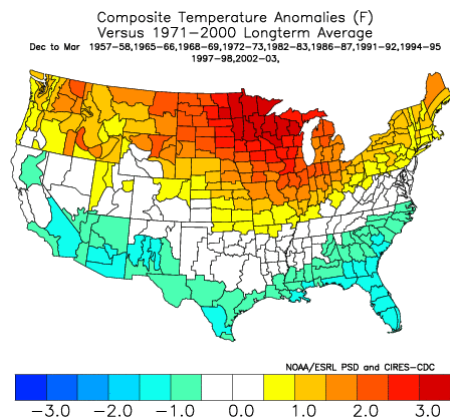 Composite Temperature Anomalies (F)
Versus 1971-2000 Longterm Average
Dec to Mar 1957-58,1965-66,1968-69,1972-73,1982-83,1986-87,1991-92,1994-95
1997-98,2002-03,
NOAA/ESRL PSD and CIRES-CDC
-3.0 -2.0 -1.0 0.0 1.0 2.0 3.0